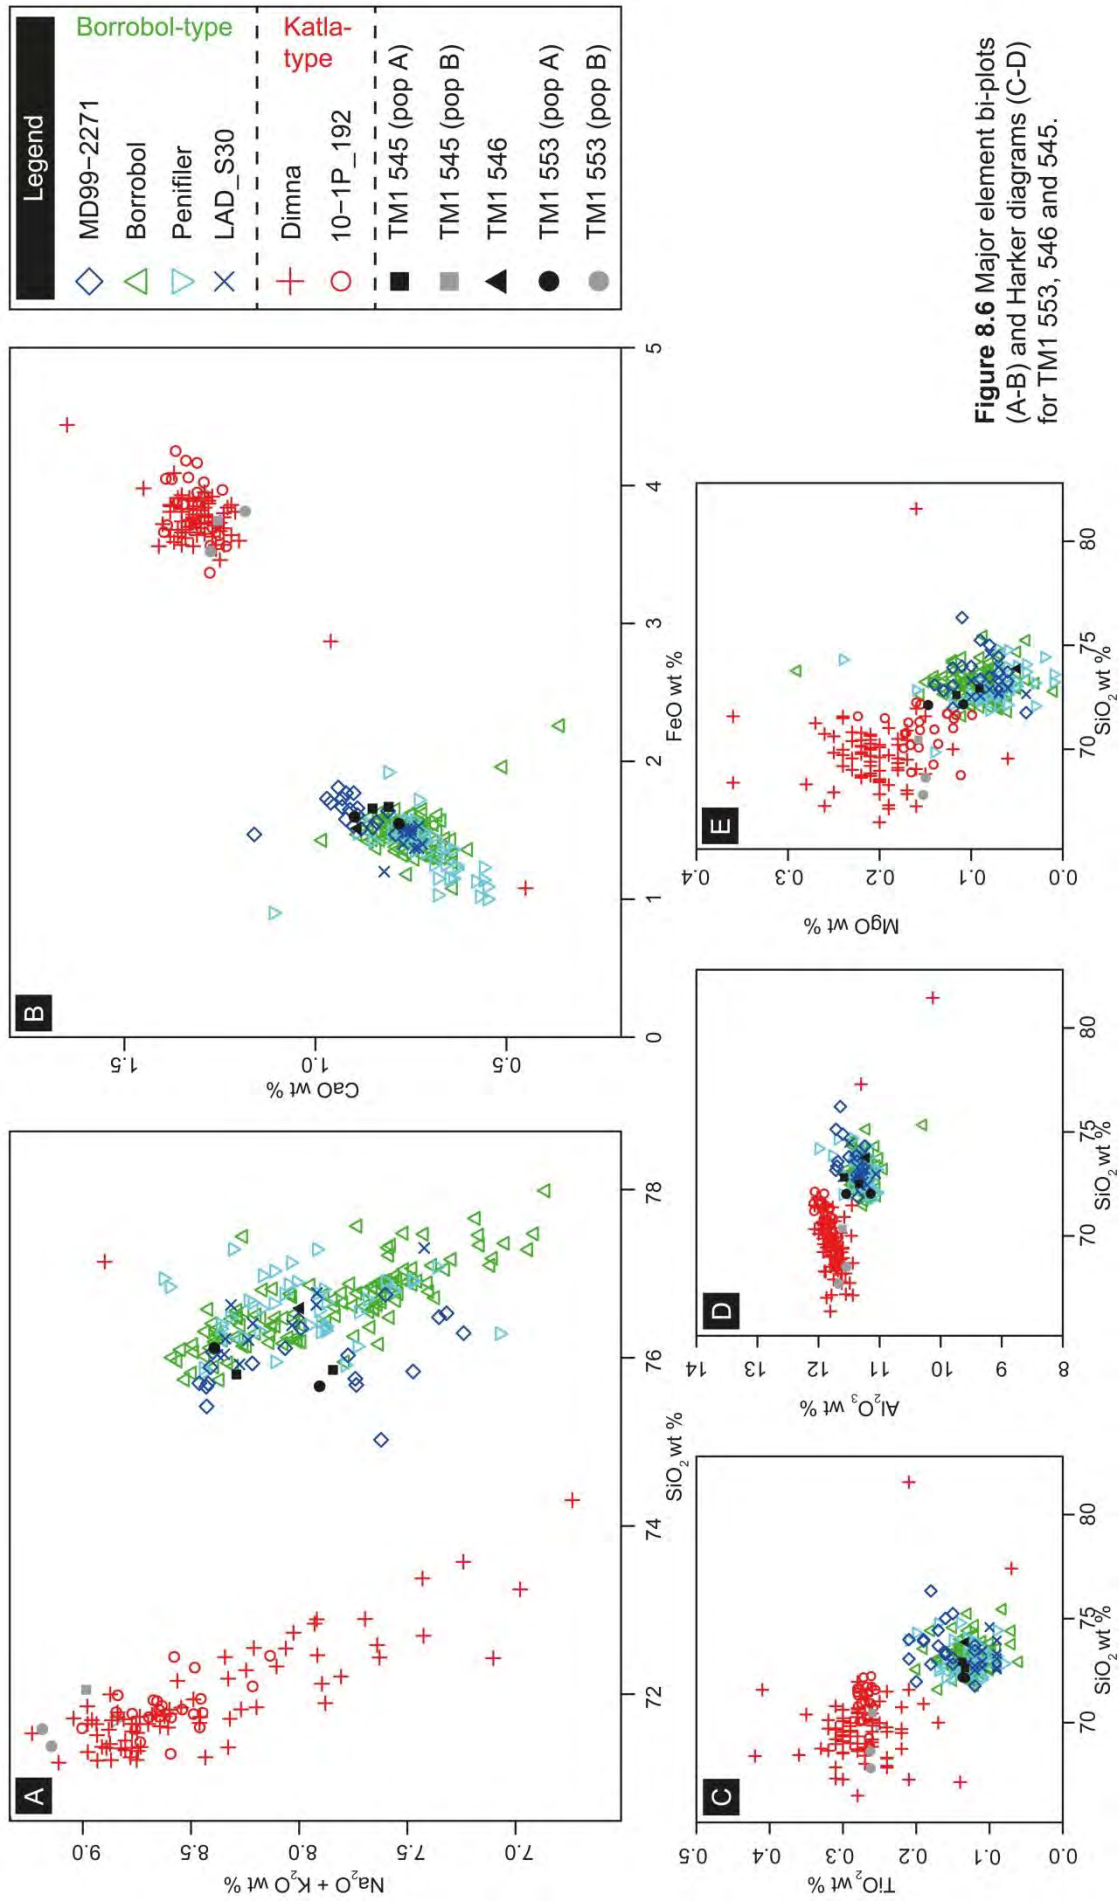 A
Na₂O + K₂O wt %
9.0
8.5
8.0
7.5
7.0
72
74
76
78
SiO₂ wt %
B
CaO wt %
1.5
1.0
0.5
0
1
2
3
4
5
FeO wt %
Legend
Borrobol-type
MD99-2271
Borrobol
Penifiler
LAD_S30
Katla-
type
Dimna
10-1P_192
TM1 545 (pop A)
TM1 545 (pop B)
TM1 546
TM1 553 (pop A)
TM1 553 (pop B)
C
TiO₂ wt %
0.5
0.4
0.3
0.2
0.1
0.0
70
75
80
SiO₂ wt %
D
Al₂O₃ wt %
14
13
12
11
10
9
8
70
75
80
SiO₂ wt %
E
MgO wt %
0.4
0.3
0.2
0.1
0.0
70
75
80
SiO₂ wt %
Figure 8.6 Major element bi-plots
(A-B) and Harker diagrams (C-D)
for TM1 553, 546 and 545.